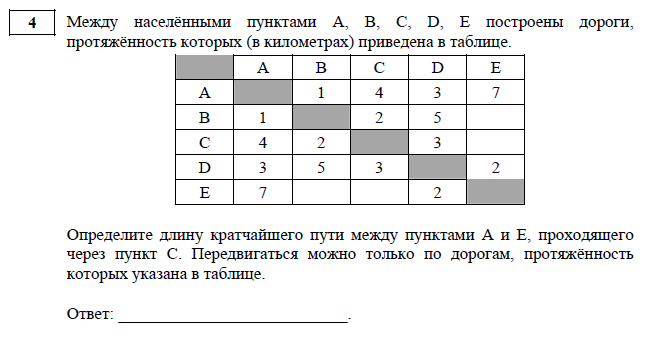 4
Между населёнными пунктами A, B, C, D, E построены дороги,
протяжённость которых (в километрах) приведена в таблице.
A B C D E
A 1 4 3 7
B 1 2 5
C 4 2 3
D 3 5 3 2
E 7 2
Определите длину кратчайшего пути между пунктами A и E, проходящего
через пункт C. Передвигаться можно только по дорогам, протяжённость
которых указана в таблице.
Ответ: ___________________________.